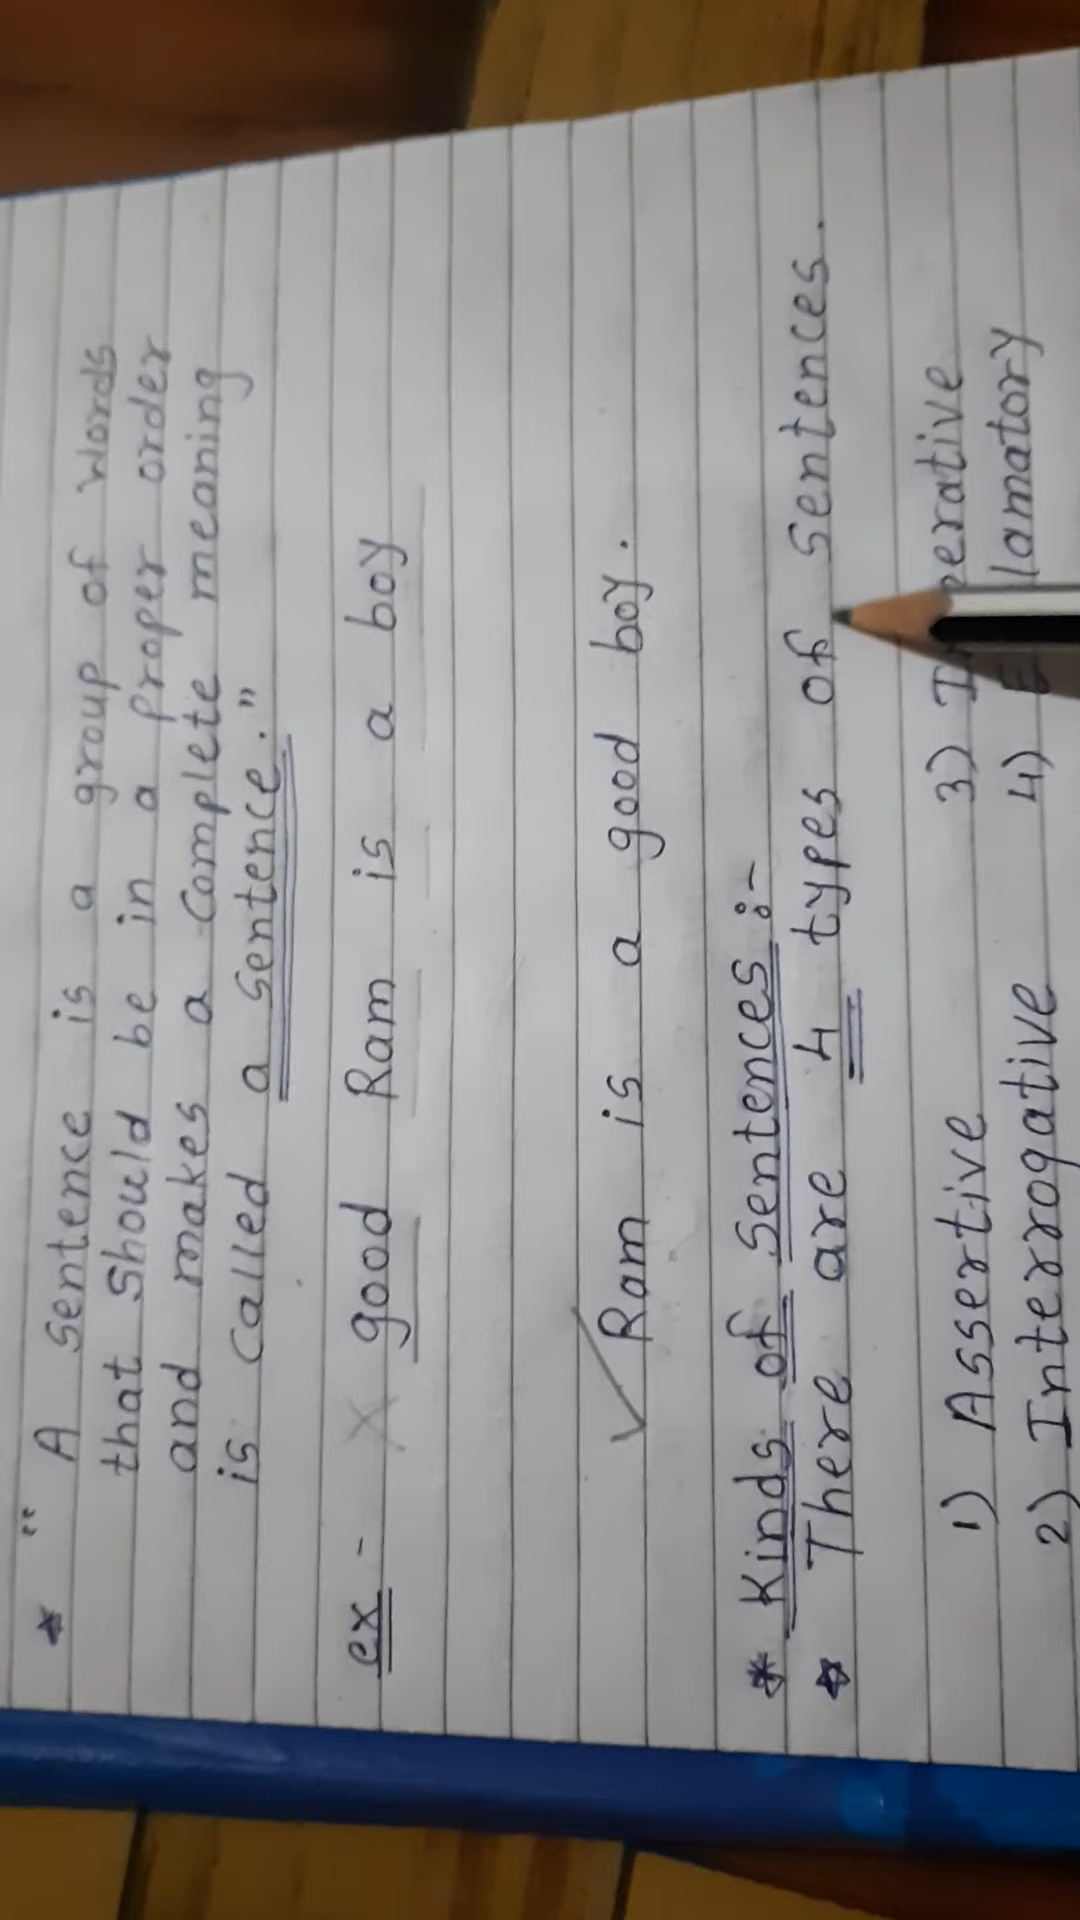 * " A Sentence is a group of words
that Should be in a proper order
and makes a Complete meaning
is Called a Sentence."
ex - X good Ram is a boy
✓ Ram is a good boy.
* Kinds of Sentences :-
* There are 4 types of Sentences.
1) Assertive 3)
2) Interrogative 4)